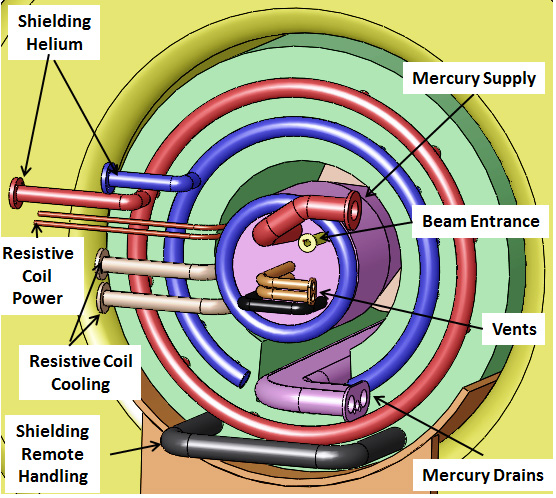 Shielding
Helium
Mercury Supply
Beam Entrance
Resistive
Coil
Power
Vents
Resistive Coil
Cooling
Shielding
Remote
Handling
Mercury Drains